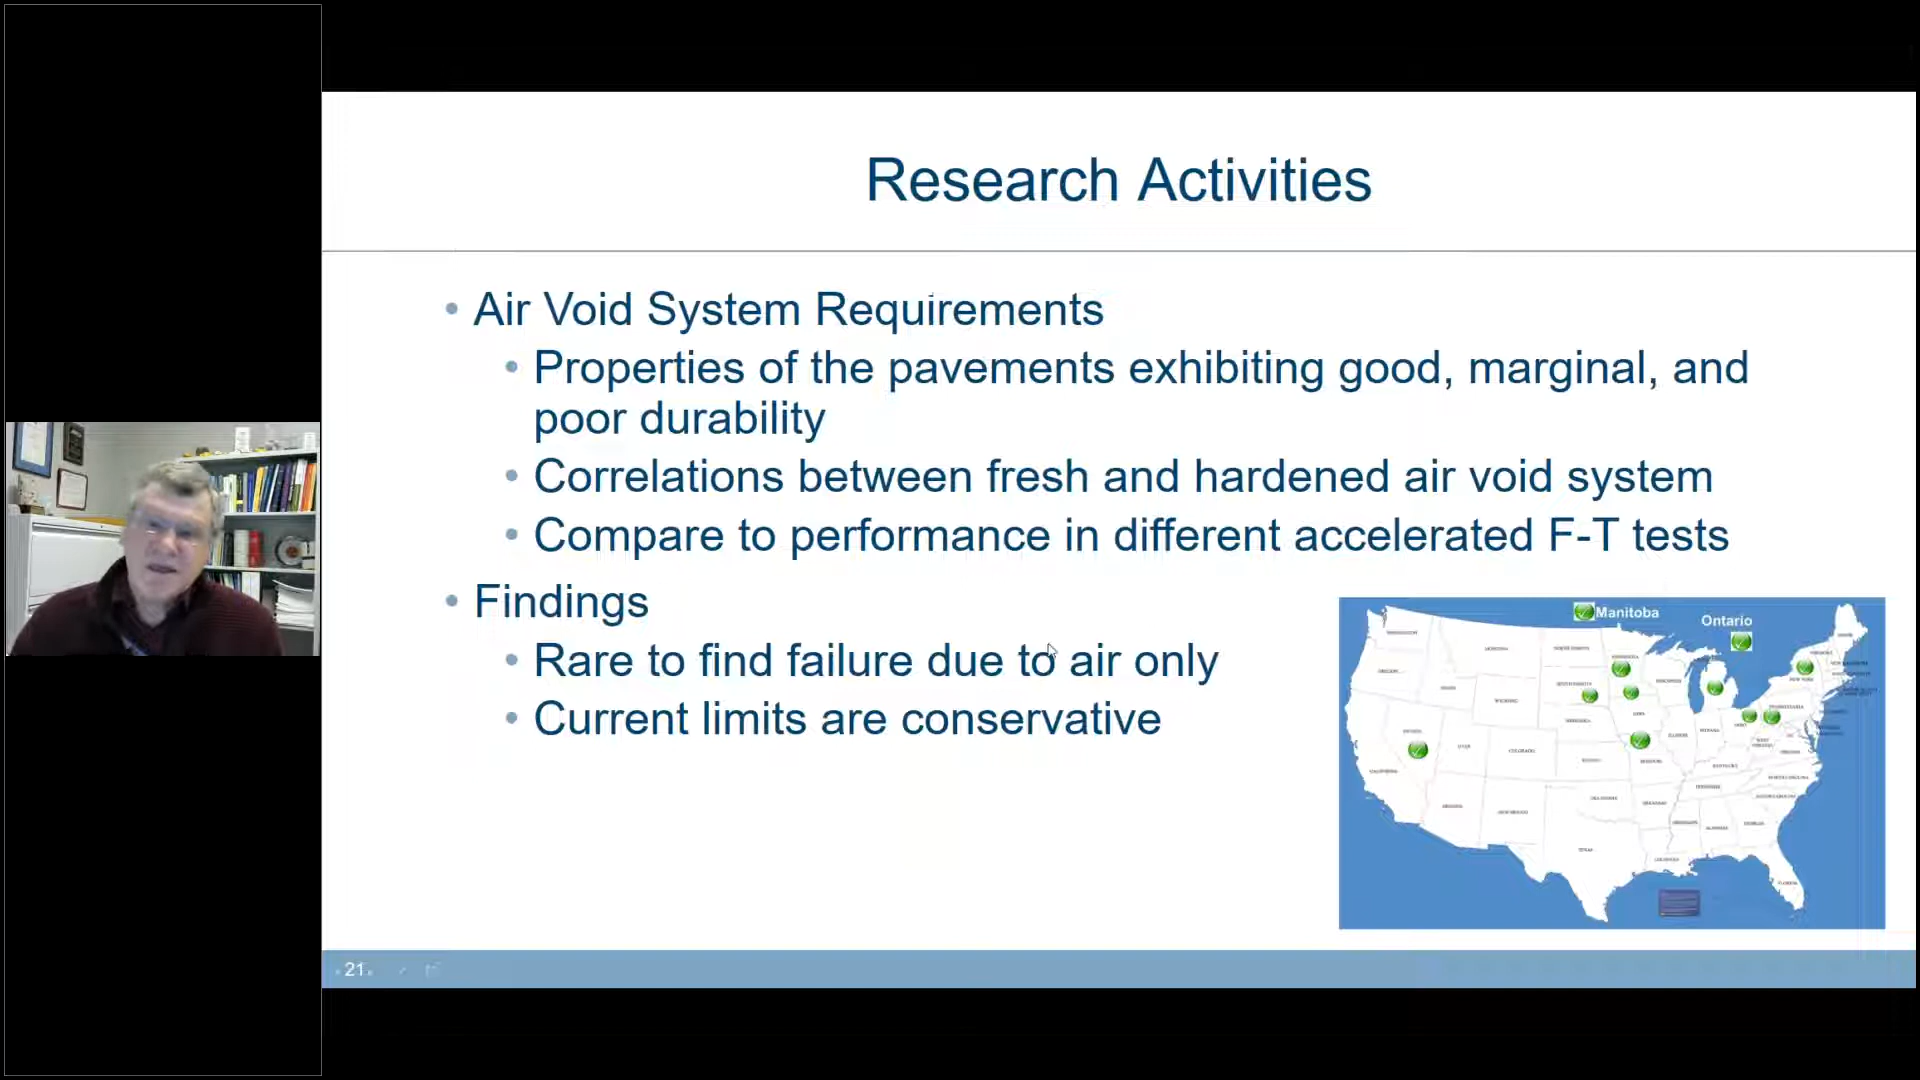 Research Activities
Air Void System Requirements
Properties of the pavements exhibiting good, marginal, and
poor durability
Correlations between fresh and hardened air void system
Compare to performance in different accelerated F-T tests
Findings
Rare to find failure due to air only
Current limits are conservative
Manitoba
Ontario
21